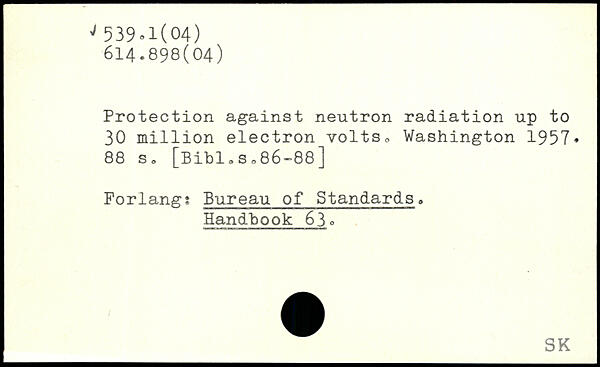 ✓ 539.1(04)
614.898(04)
Protection against neutron radiation up to
30 million electron volts. Washington 1957.
88 s. [Bibl.s.86-88]
Forlang: Bureau of Standards.
Handbook 63.
SK